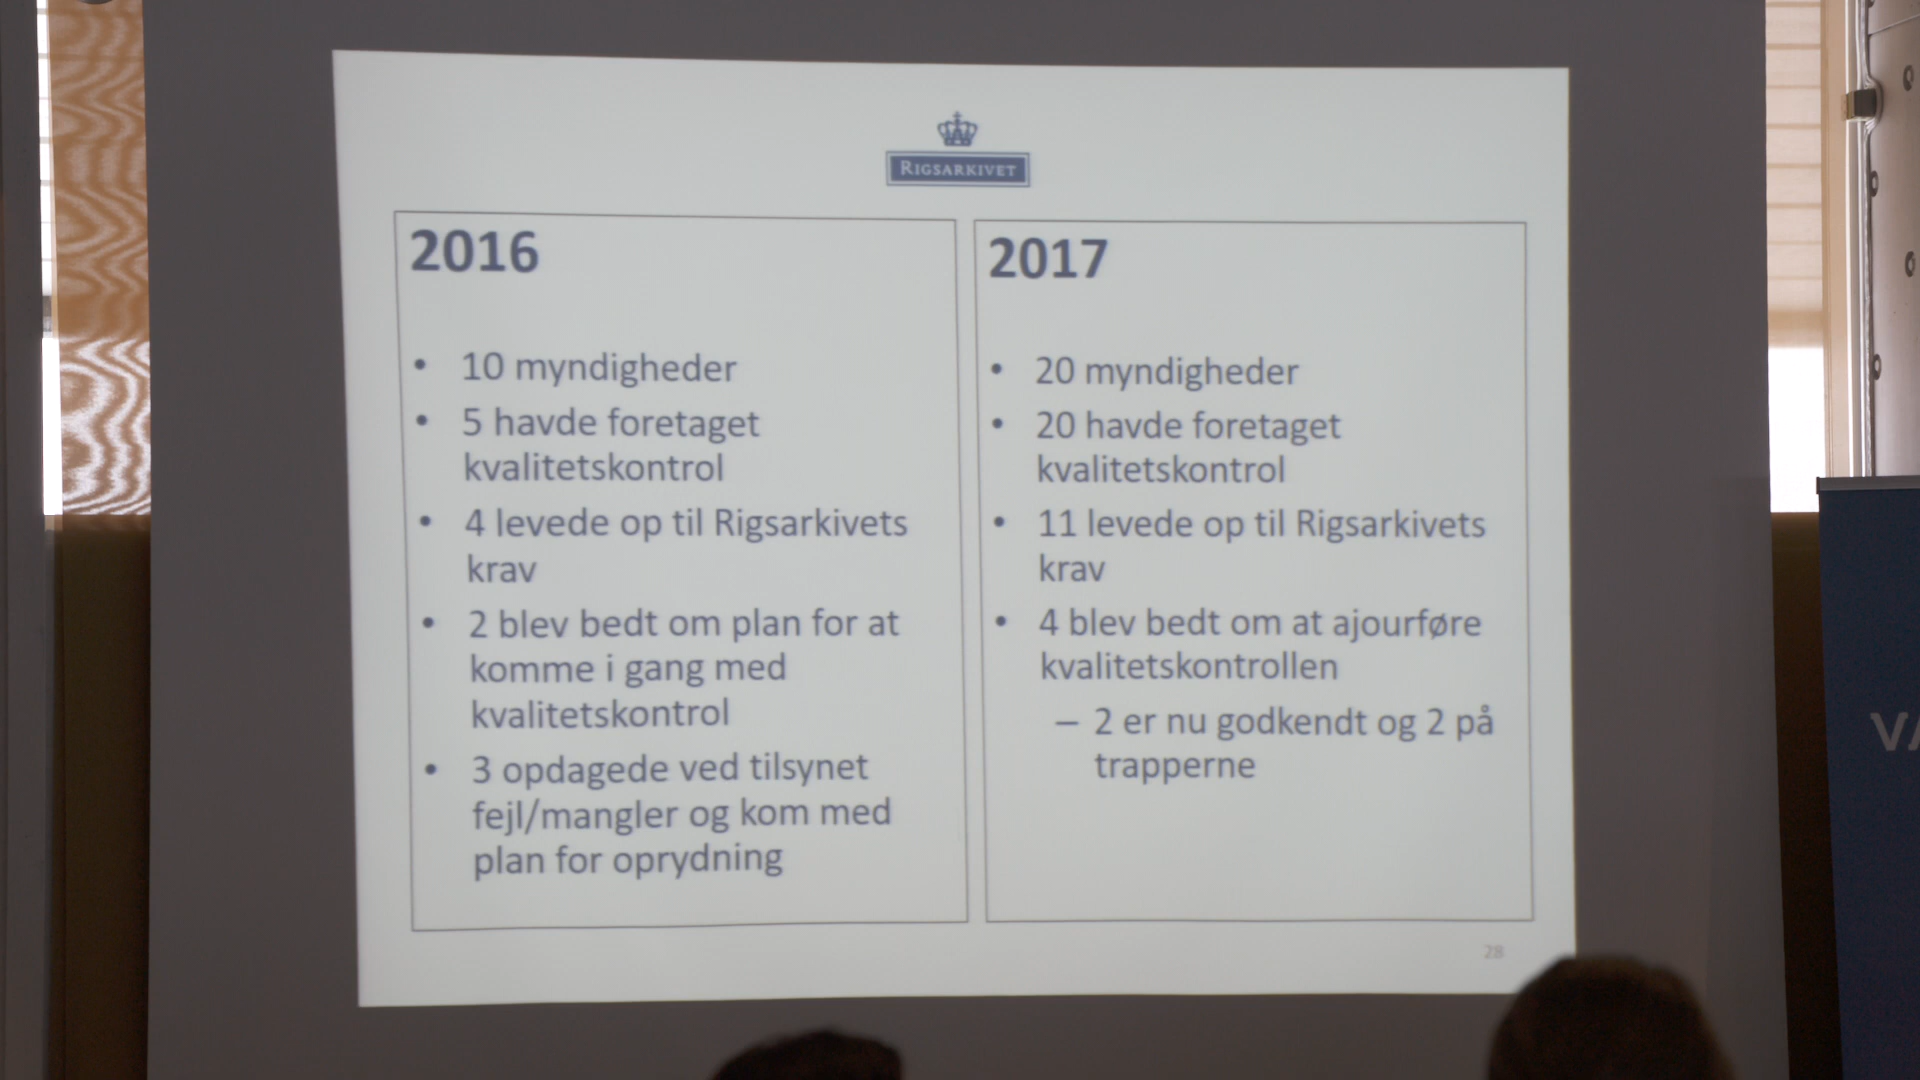 RIGSARKIVET
2016
• 10 myndigheder
• 5 havde foretaget
kvalitetskontrol
• 4 levede op til Rigsarkivets
krav
• 2 blev bedt om plan for at
komme i gang med
kvalitetskontrol
• 3 opdagede ved tilsynet
fejl/mangler og kom med
plan for oprydning
2017
• 20 myndigheder
• 20 havde foretaget
kvalitetskontrol
• 11 levede op til Rigsarkivets
krav
• 4 blev bedt om at ajourføre
kvalitetskontrollen
– 2 er nu godkendt og 2 på
trapperne
28